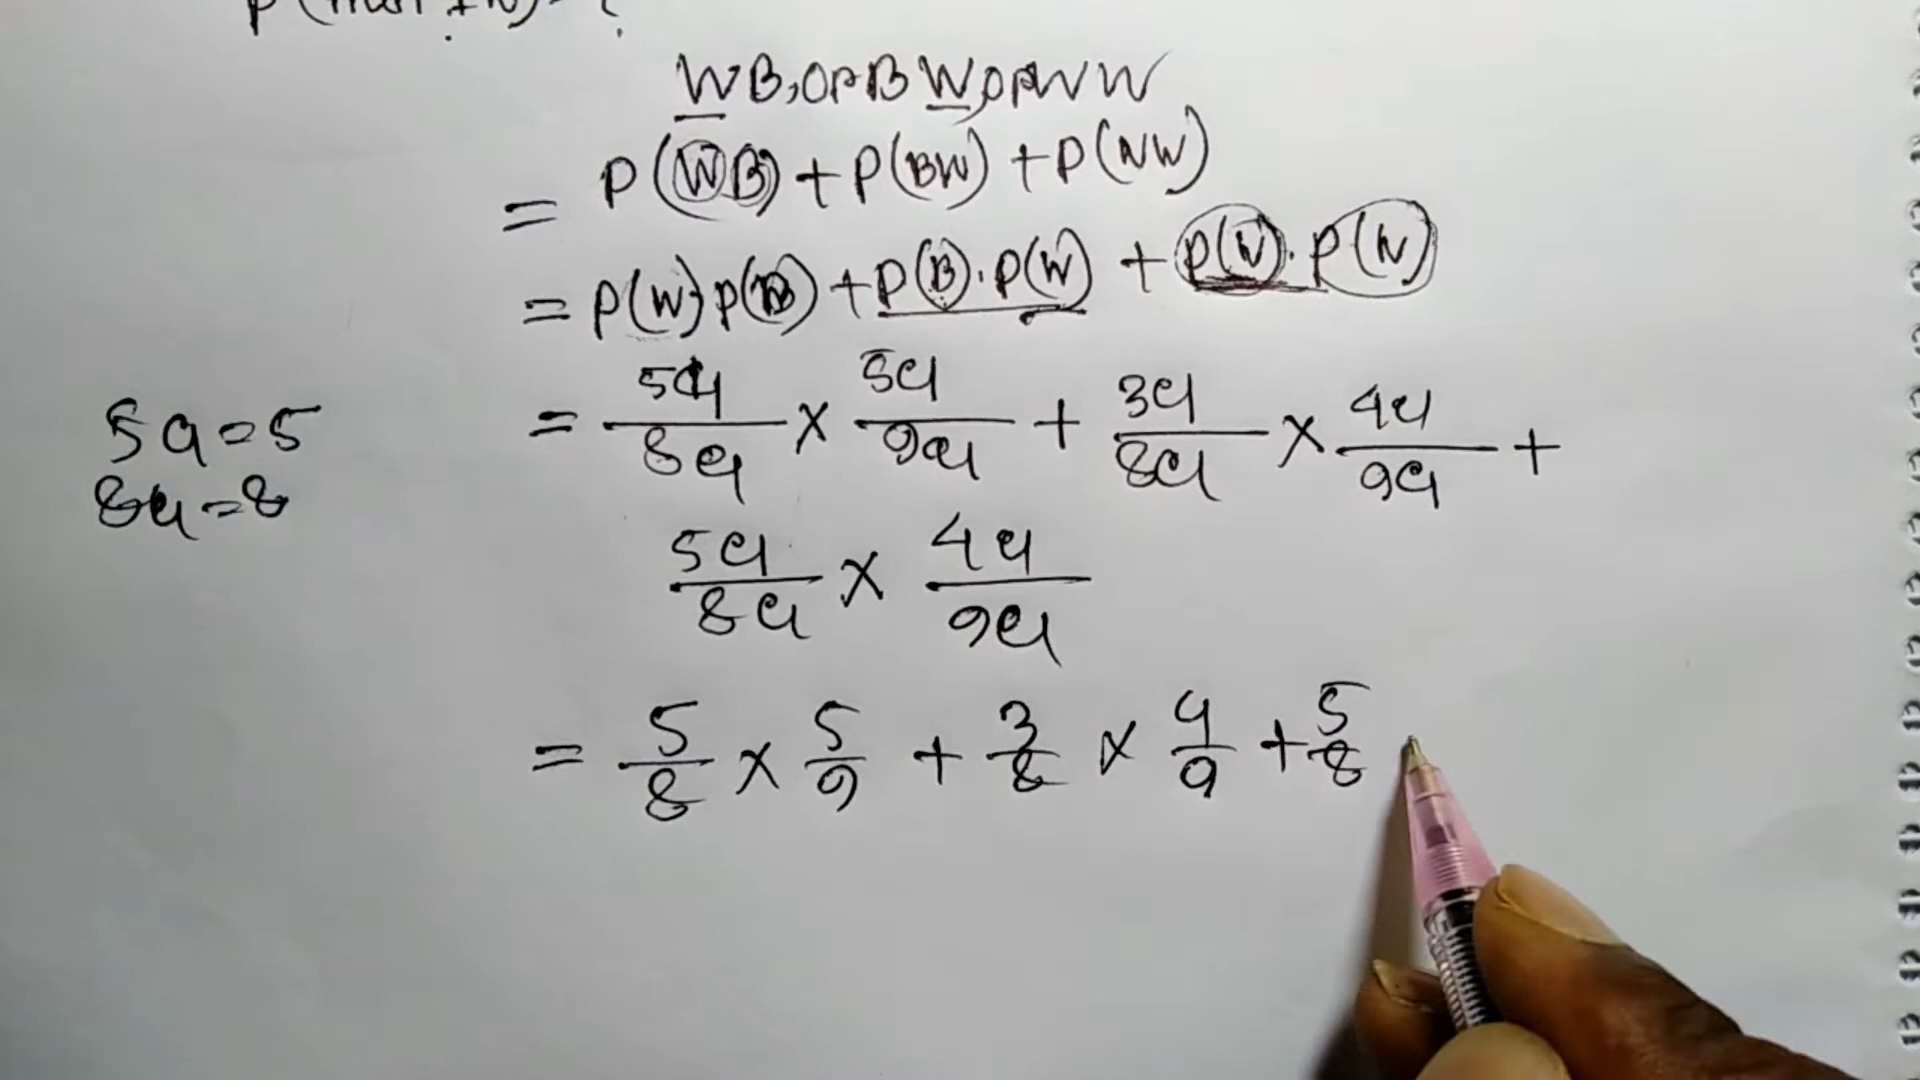 WB, or BW, or WW
= P(WB) + P(BW) + P(WW)
= P(W) P(B) + P(B). P(W) + P(W). P(W)
5C1 = 5
8C1 = 8
= 5C1/8C1 × 5C1/9C1 + 3C1/8C1 × 4C1/9C1 +
5C1/8C1 × 4C1/9C1
= 5/8 × 5/9 + 3/8 × 4/9 + 5/8